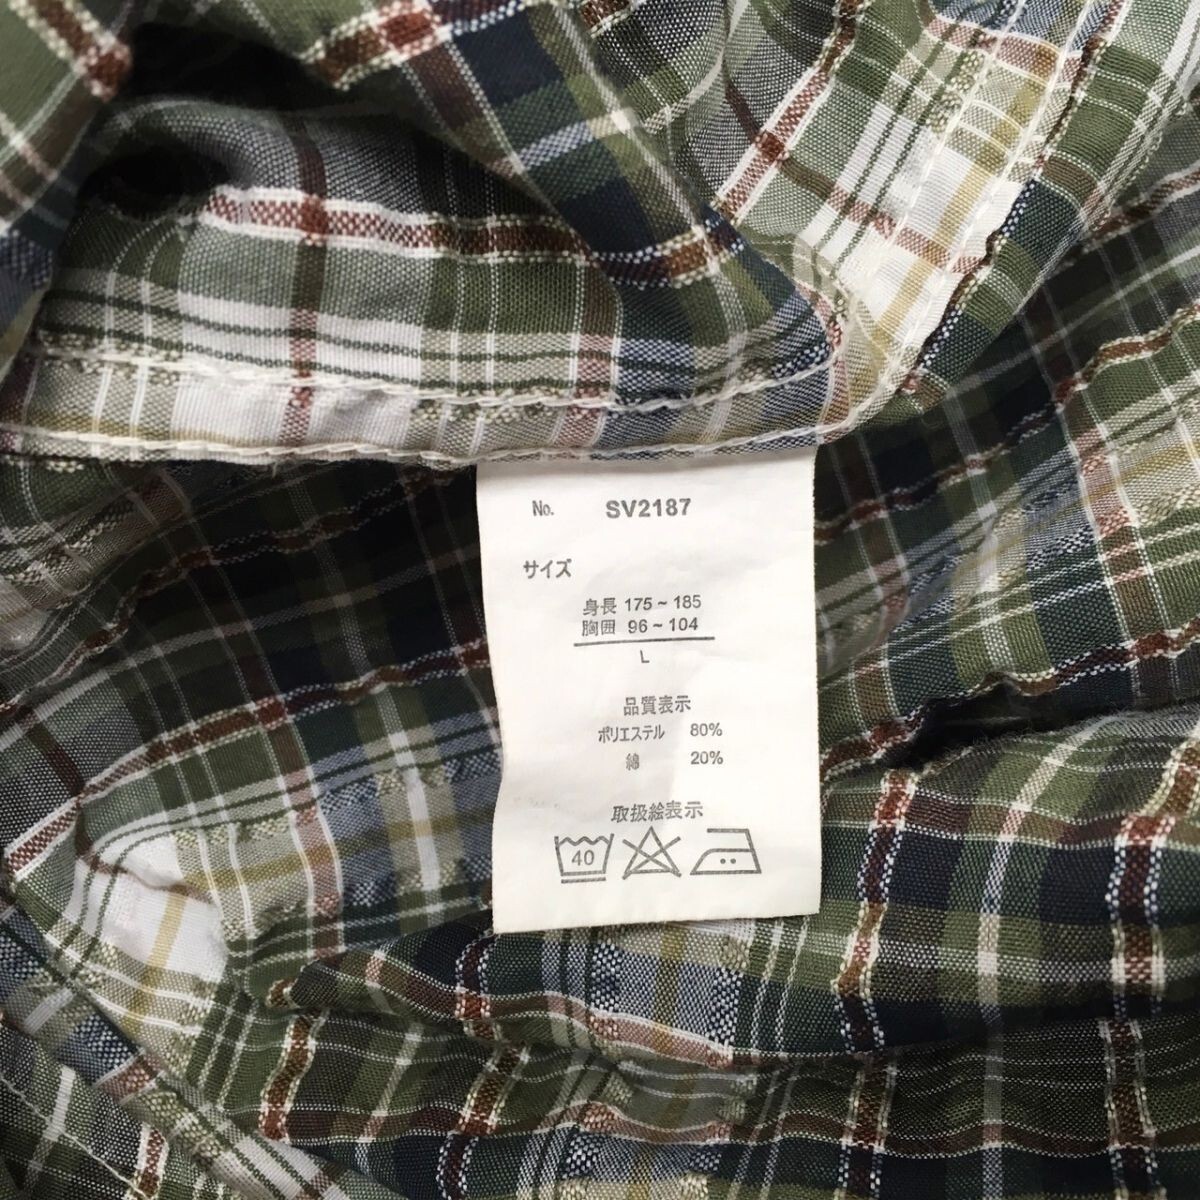 No. SV2187
サイズ
身長 175~185
胸囲 96~104
L
品質表示
ポリエステル 80%
綿 20%
取扱絵表示
40